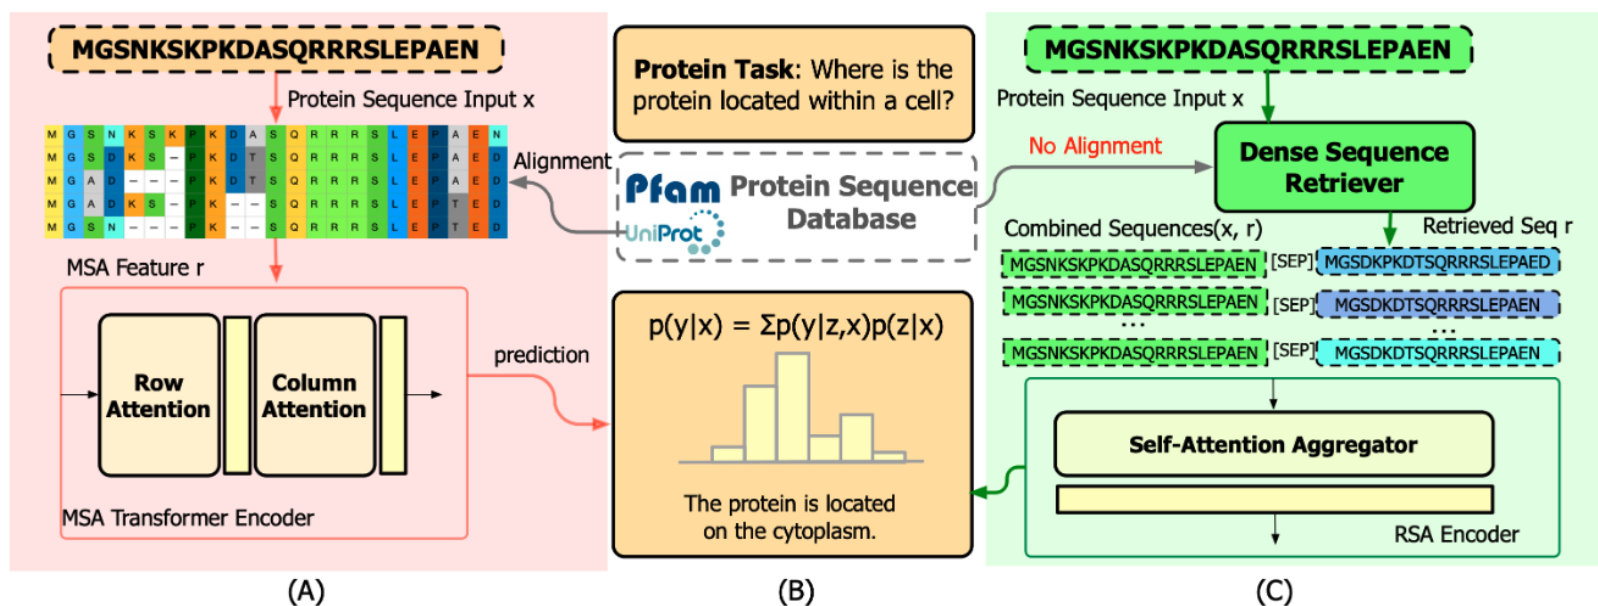 MGSNKSKPKDASQRRRSLEPAEN
Protein Sequence Input x
M G S N K S K P K D A S Q R R R S L E P A E N
M G S D K S – P K D T S Q R R R S L E P A E D
M G A D – – – P K D T S Q R R R S L E P A E D
M G A D K S – P K – – S Q R R R S L E P T E D
M G S N – – – P K – – S Q R R R S L E P T E D
Alignment
MSA Feature r
Row
Attention
Column
Attention
MSA Transformer Encoder
prediction
(A)
Protein Task: Where is the
protein located within a cell?
Pfam
UniProt
Protein Sequence
Database
p(y|x) = Σp(y|z,x)p(z|x)
The protein is located
on the cytoplasm.
(B)
MGSNKSKPKDASQRRRSLEPAEN
Protein Sequence Input x
No Alignment
Dense Sequence
Retriever
Combined Sequences(x, r)
Retrieved Seq r
MGSNKSKPKDASQRRRSLEPAEN [SEP] MGSDKPKDTSQRRRSLEPAED
MGSNKSKPKDASQRRRSLEPAEN [SEP] MGSDKDTSQRRRSLEPAEN
... ...
MGSNKSKPKDASQRRRSLEPAEN [SEP] MGSDKDTSQRRRSLEPAEN
Self-Attention Aggregator
RSA Encoder
(C)